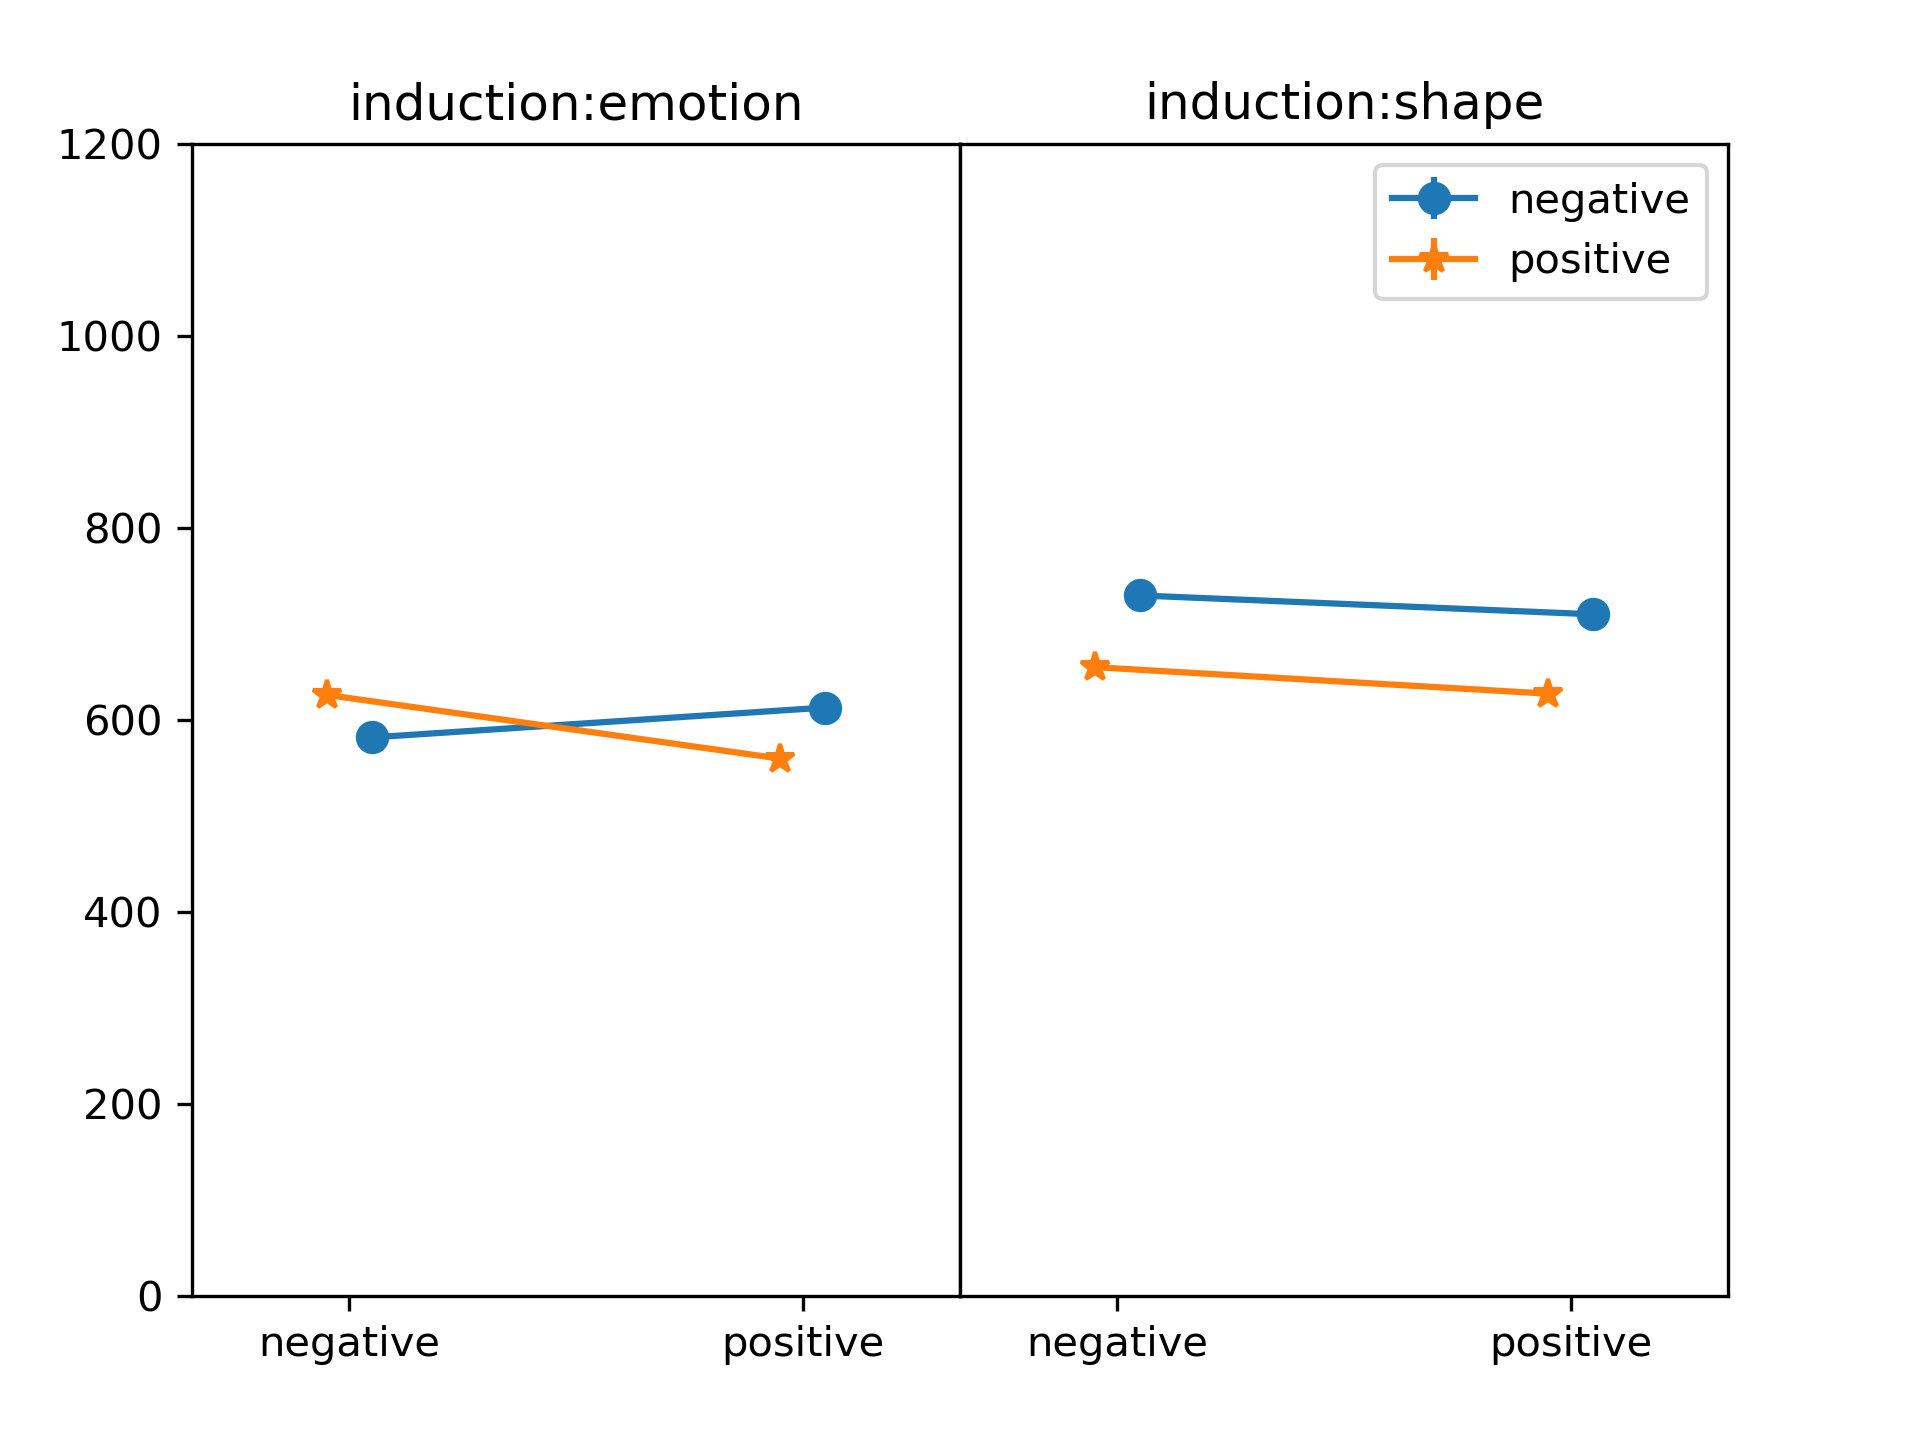 induction:emotion
induction:shape
1200
1000
800
600
400
200
0
negative
positive
negative
positive
negative
positive